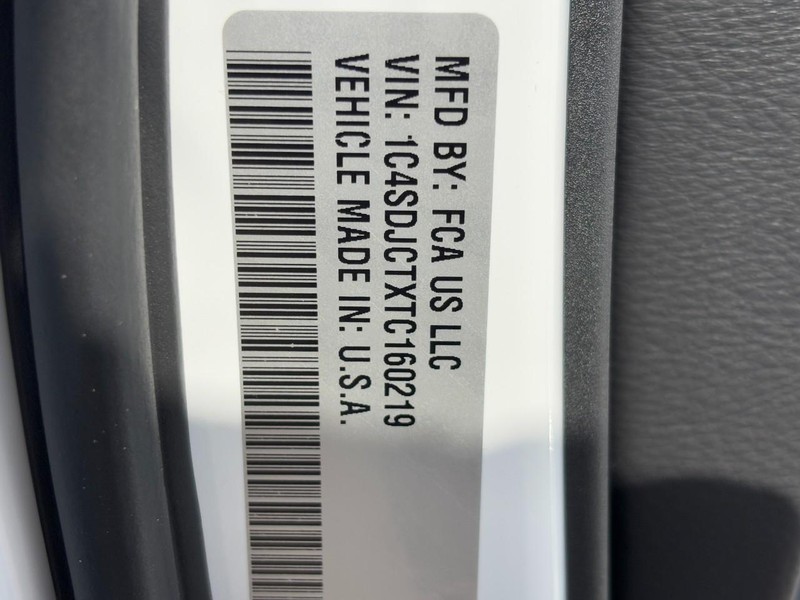 MFD BY: FCA US LLC
VIN: 1C4SDJCTXTC160219
VEHICLE MADE IN: U.S.A.